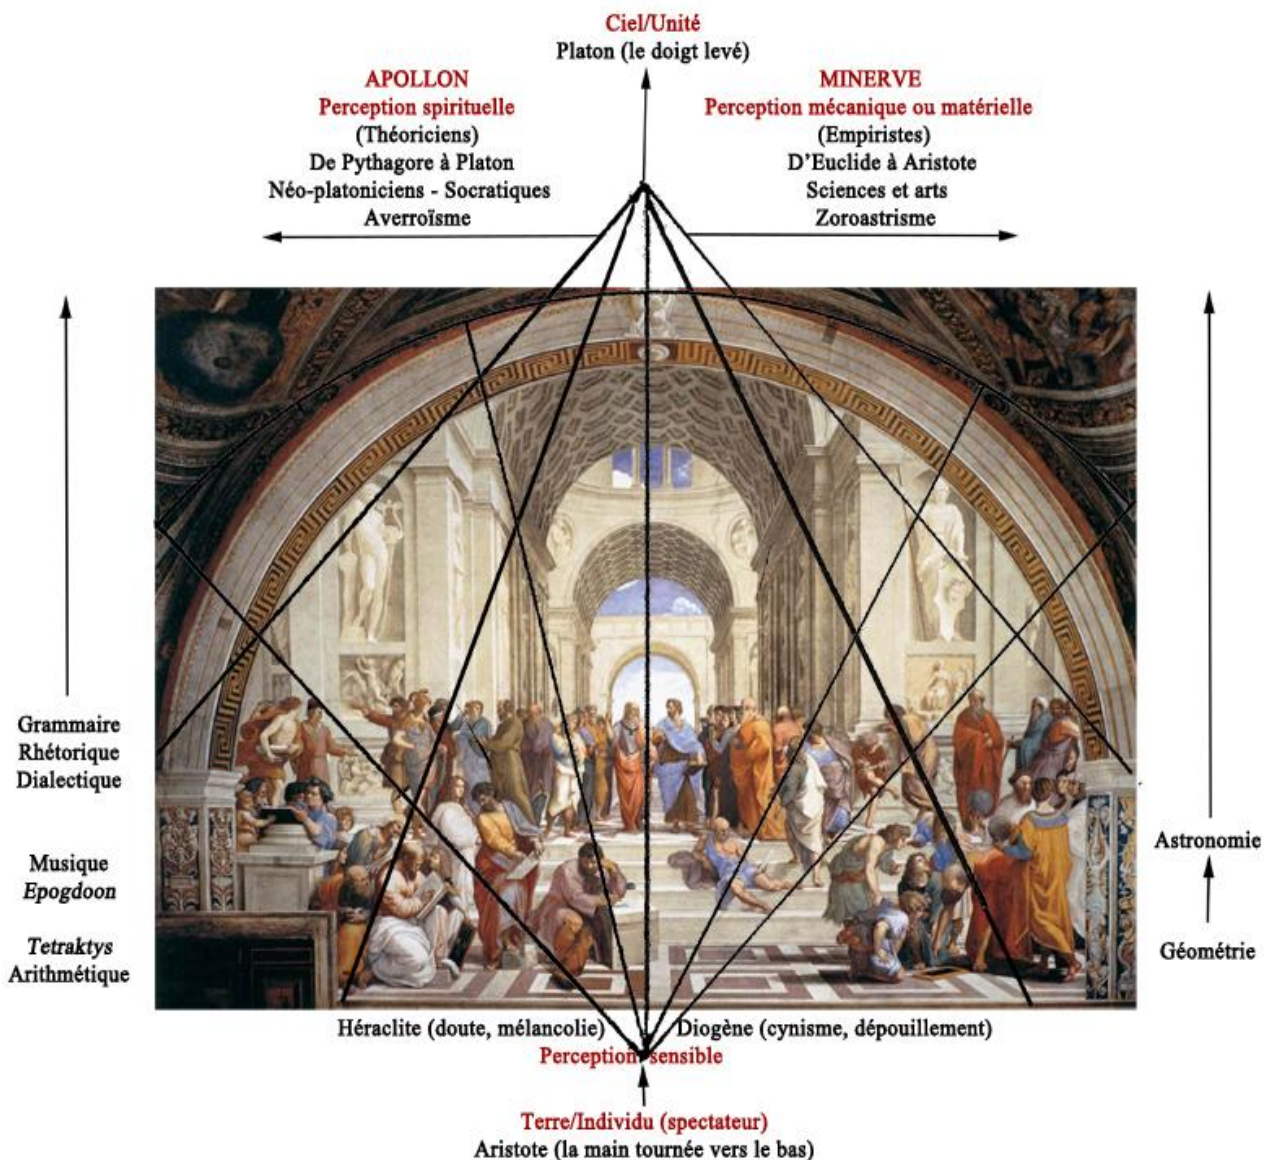 Ciel/Unité
Platon (le doigt levé)
APOLLON
Perception spirituelle
(Théoriciens)
De Pythagore à Platon
Néo-platoniciens - Socratiques
Averroïsme
MINERVE
Perception mécanique ou matérielle
(Empiristes)
D'Euclide à Aristote
Sciences et arts
Zoroastrisme
Grammaire
Rhétorique
Dialectique
Musique
Epogdoon
Tetraktys
Arithmétique
Astronomie
Géométrie
Héraclite (doute, mélancolie)
Diogène (cynisme, dépouillement)
Perception sensible
Terre/Individu (spectateur)
Aristote (la main tournée vers le bas)